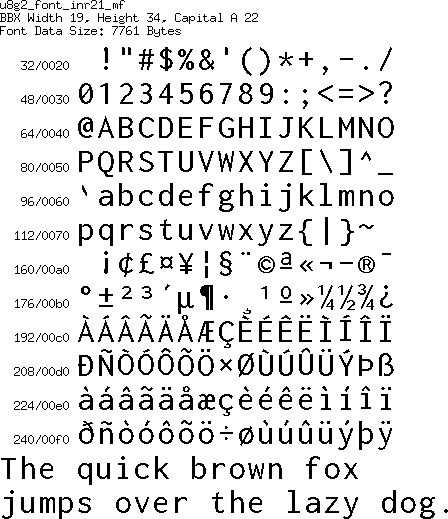 u8g2_font_inr21_mf
BBX Width 19, Height 34, Capital A 22
Font Data Size: 7761 Bytes
32/0020 !"#$%&'()*+,-./
48/0030 0123456789:;<=>?
64/0040 @ABCDEFGHIJKLMNO
80/0050 PQRSTUVWXYZ[\]^_
96/0060 `abcdefghijklmno
112/0070 pqrstuvwxyz{|}~
160/00a0 ¡¢£¤¥¦§¨©ª«¬-®¯
176/00b0 °±²³´µ¶·¸¹º»¼½¾¿
192/00c0 ÀÁÂÃÄÅÆÇÈÉÊËÌÍÎÏ
208/00d0 ÐÑÒÓÔÕÖ×ØÙÚÛÜÝÞß
224/00e0 àáâãäåæçèéêëìíîï
240/00f0 ðñòóôõö÷øùúûüýþÿ
The quick brown fox
jumps over the lazy dog.